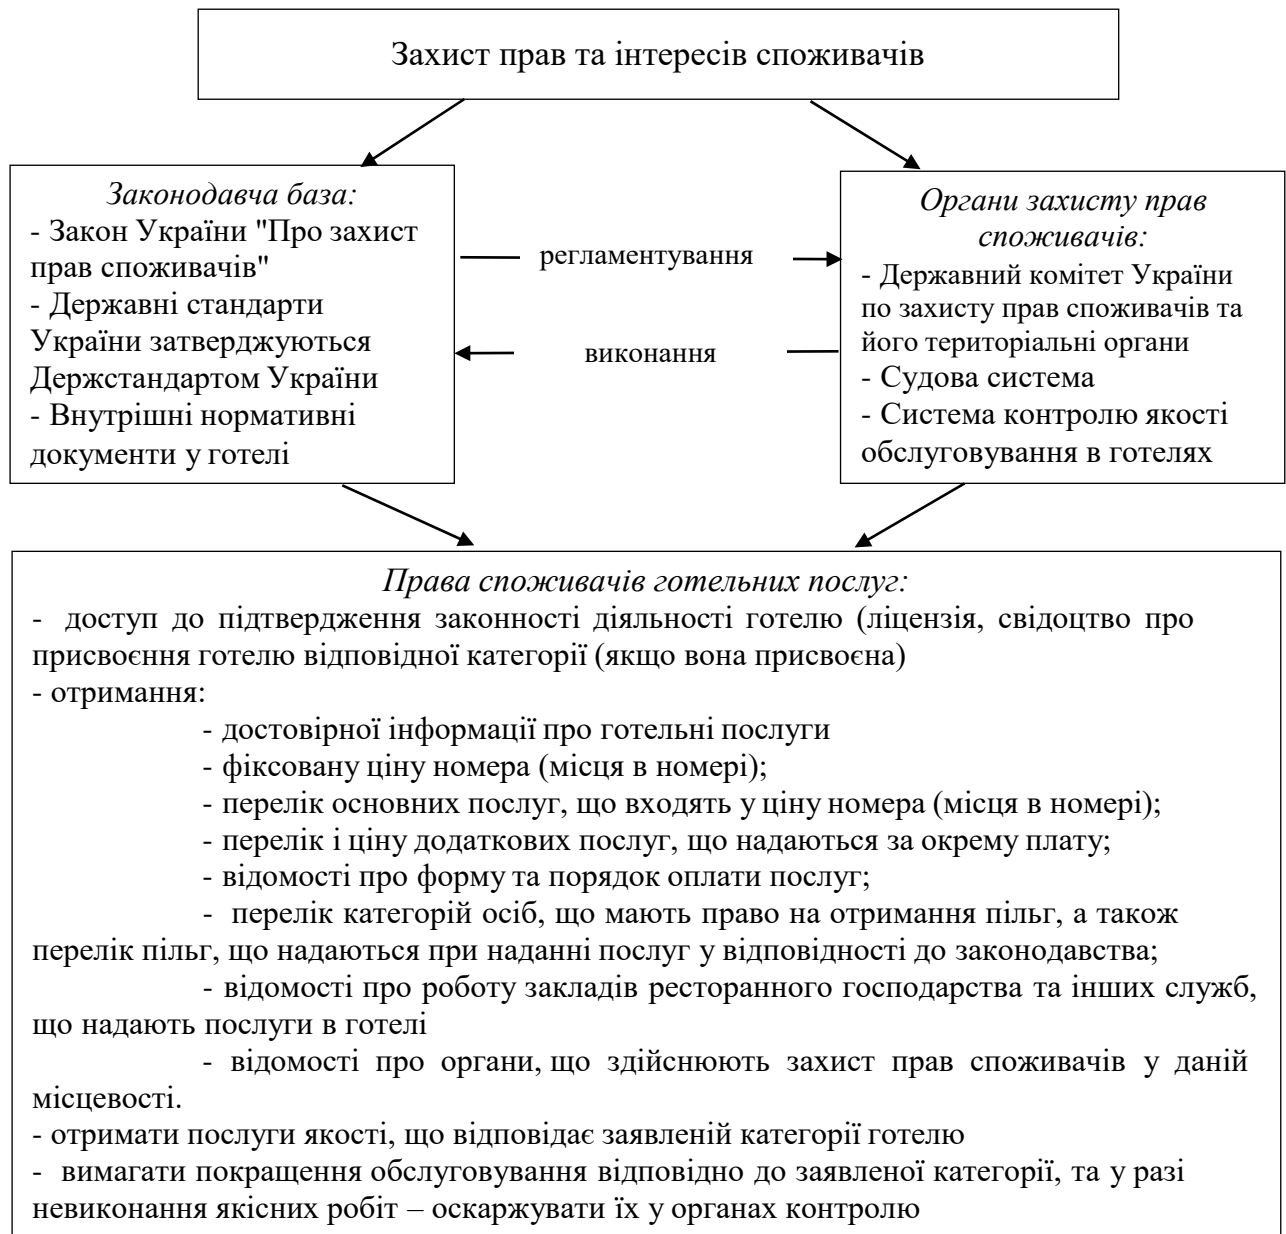 Захист прав та інтересів споживачів
Законодавча база:
- Закон України "Про захист
прав споживачів"
- Державні стандарти
України затверджуються
Держстандартом України
- Внутрішні нормативні
документи у готелі
регламентування
виконання
Органи захисту прав
споживачів:
- Державний комітет України
по захисту прав споживачів та
його територіальні органи
- Судова система
- Система контролю якості
обслуговування в готелях
Права споживачів готельних послуг:
- доступ до підтвердження законності діяльності готелю (ліцензія, свідоцтво про
присвоєння готелю відповідної категорії (якщо вона присвоєна)
- отримання:
- достовірної інформації про готельні послуги
- фіксовану ціну номера (місця в номері);
- перелік основних послуг, що входять у ціну номера (місця в номері);
- перелік і ціну додаткових послуг, що надаються за окрему плату;
- відомості про форму та порядок оплати послуг;
- перелік категорій осіб, що мають право на отримання пільг, а також
перелік пільг, що надаються при наданні послуг у відповідності до законодавства;
- відомості про роботу закладів ресторанного господарства та інших служб,
що надають послуги в готелі
- відомості про органи, що здійснюють захист прав споживачів у даній
місцевості.
- отримати послуги якості, що відповідає заявленій категорії готелю
- вимагати покращення обслуговування відповідно до заявленої категорії, та у разі
невиконання якісних робіт – оскаржувати їх у органах контролю